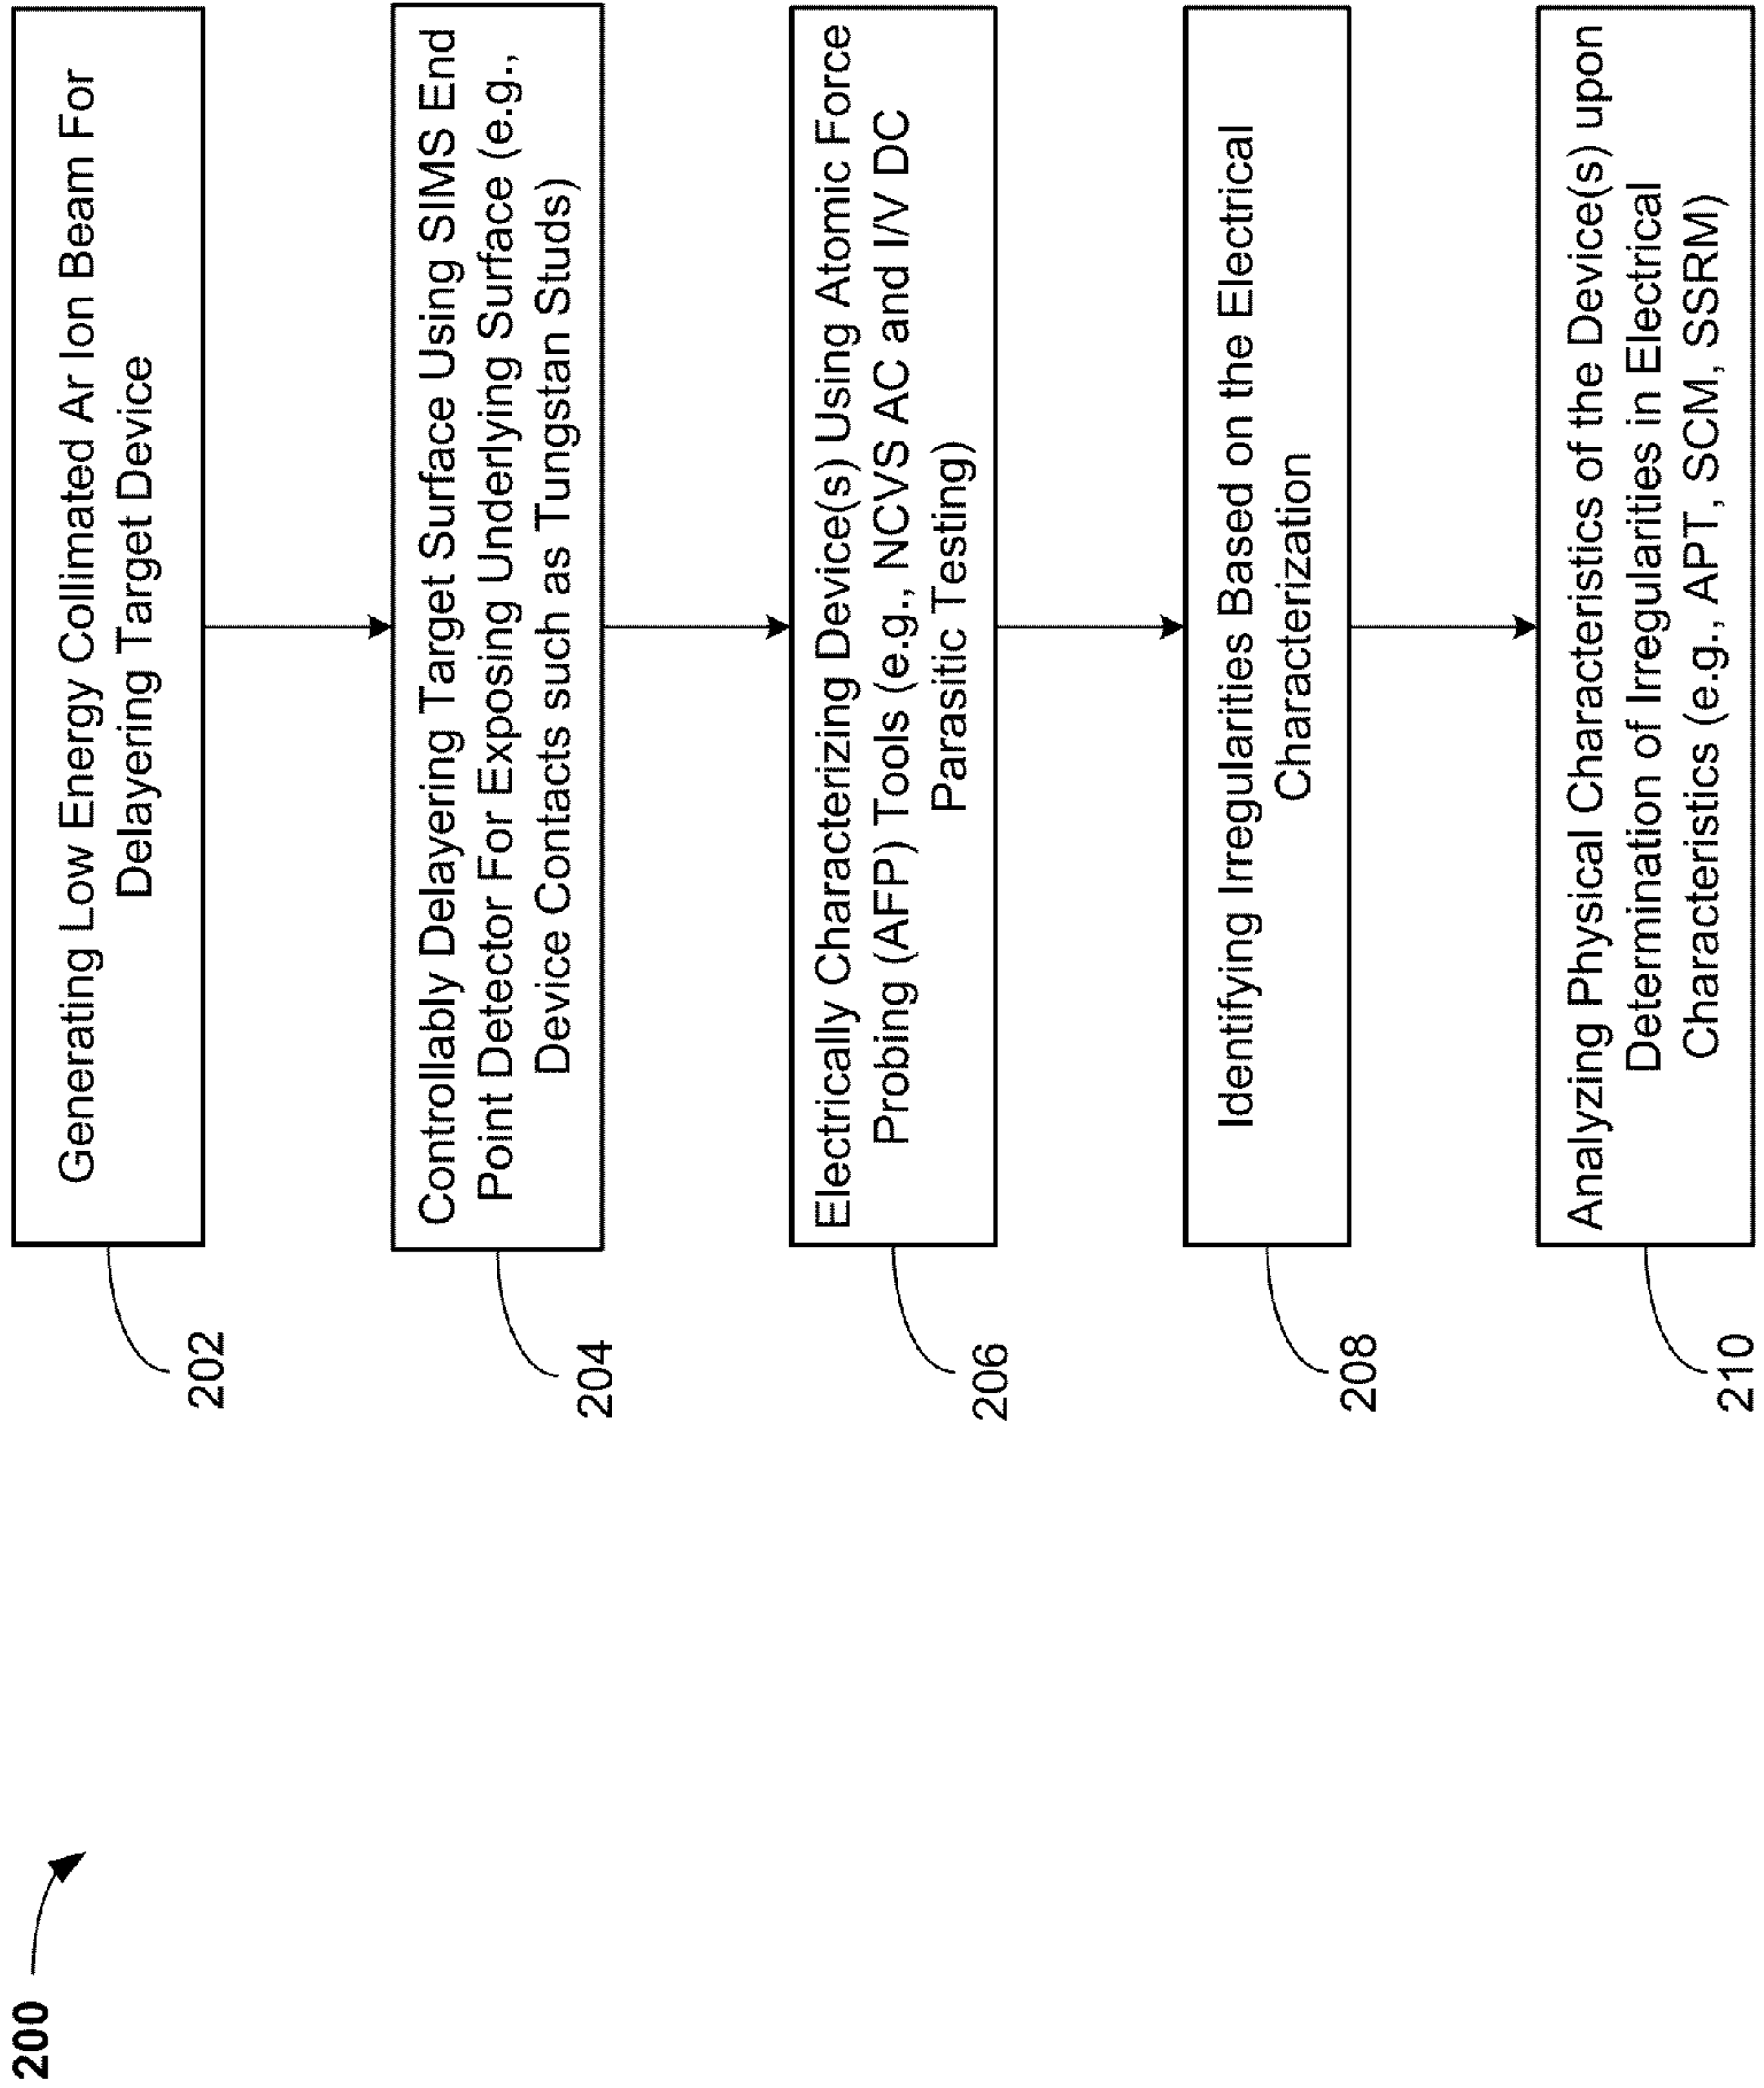 200
Generating Low Energy Collimated Ar Ion Beam For
Delayering Target Device
202
Controllably Delayering Target Surface Using SIMS End
Point Detector For Exposing Underlying Surface (e.g.,
Device Contacts such as Tungstan Studs)
204
Electrically Characterizing Device(s) Using Atomic Force
Probing (AFP) Tools (e.g., NCVS AC and I/V DC
Parasitic Testing)
206
Identifying Irregularities Based on the Electrical
Characterization
208
Analyzing Physical Characteristics of the Device(s) upon
Determination of Irregularities in Electrical
Characteristics (e.g., APT, SCM, SSRM)
210